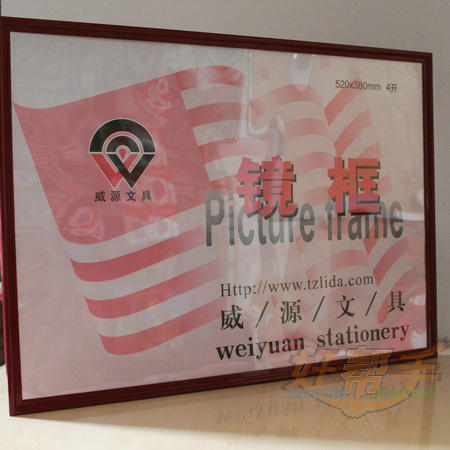 520x380mm 4开
威源文具
镜框
Picture frame
Http://www.tzlida.com
威/源/文/具
weiyuan stationery
好帮手